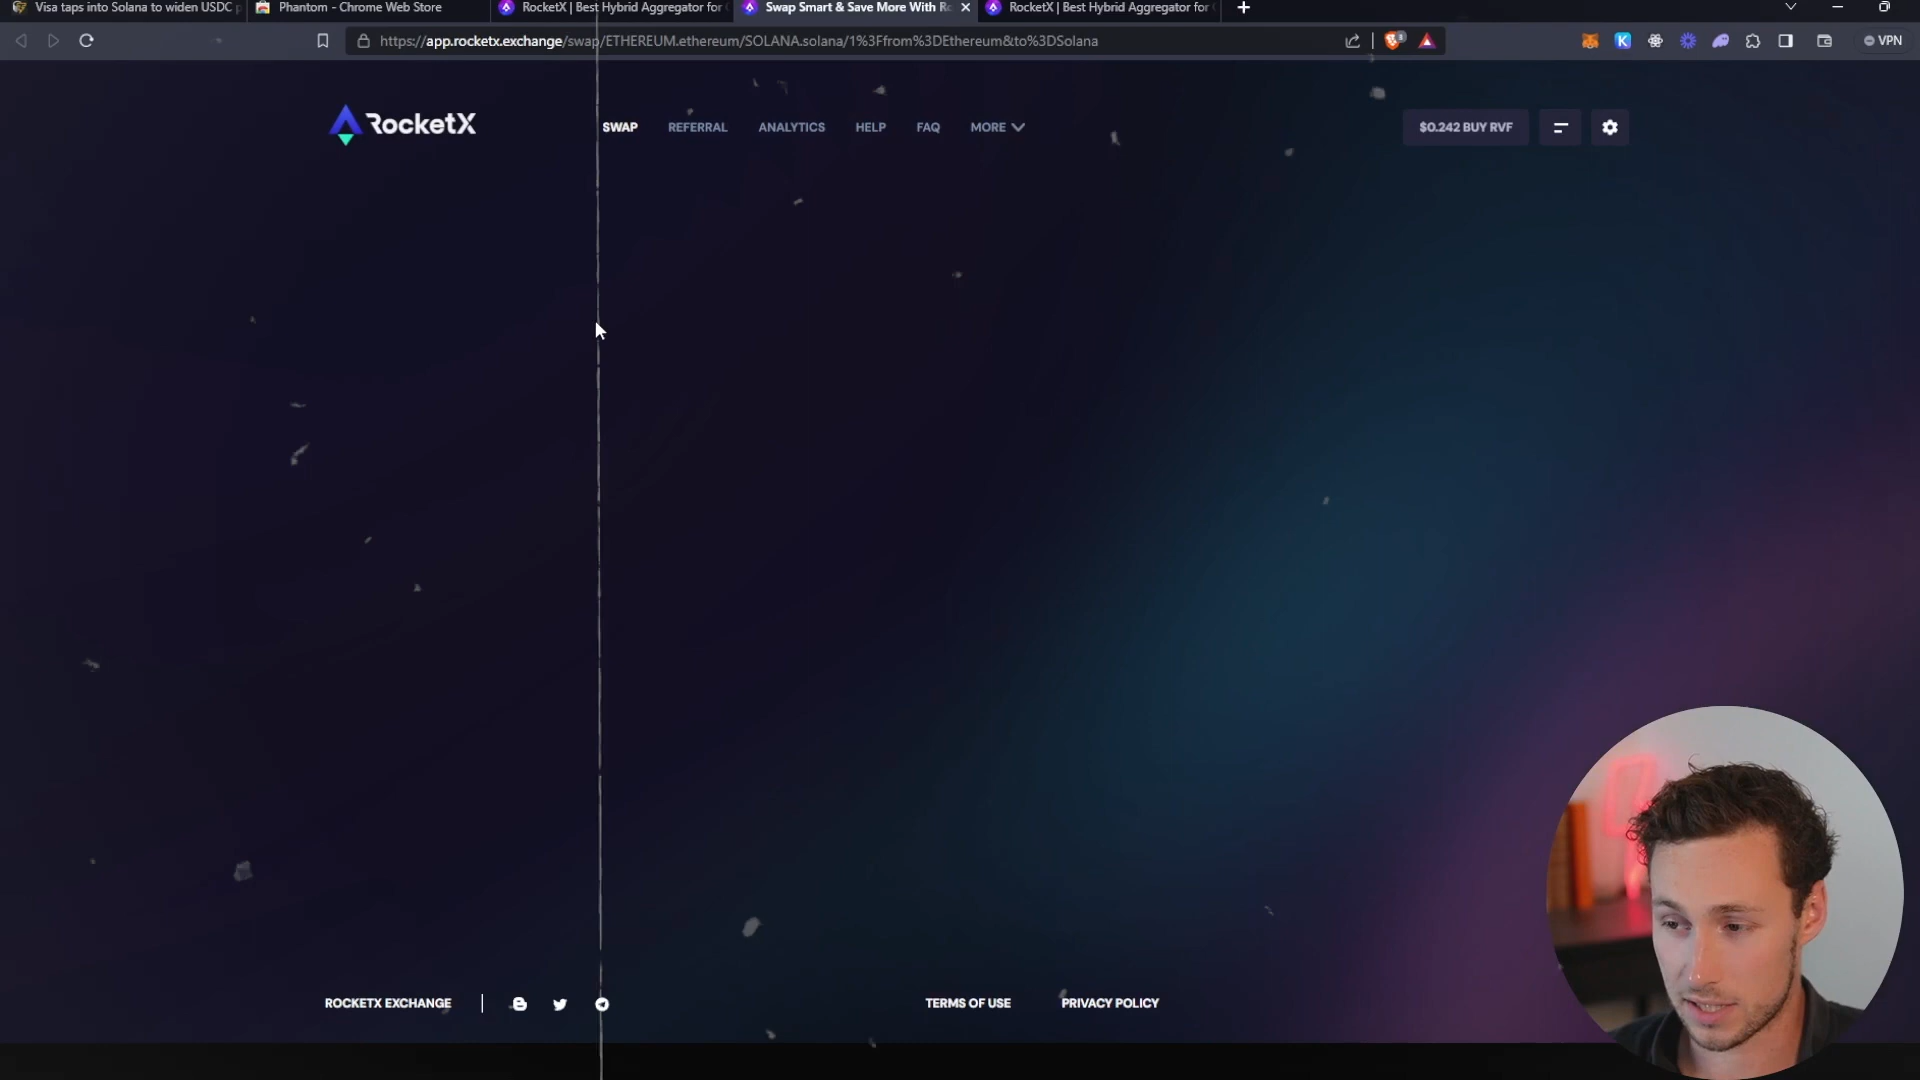 Visa taps into Solana to widen USDC
Phantom - Chrome Web Store
RocketX | Best Hybrid Aggregator for
Swap Smart & Save More With Ro
RocketX | Best Hybrid Aggregator for
https://app.rocketx.exchange/swap/ETHEREUM.ethereum/SOLANA.solana/1%3Ffrom%3DEthereum&to%3DSolana
VPN
RocketX
SWAP
REFERRAL
ANALYTICS
HELP
FAQ
MORE
$0.242 BUY RVF
ROCKETX EXCHANGE
TERMS OF USE
PRIVACY POLICY